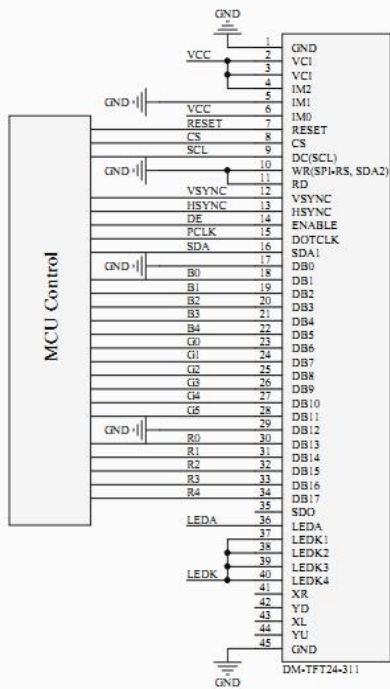 GND
1 GND
VCC 2 VCI
3 VCI
4 IM2
GND 5 IM1
VCC 6 IM0
RESET 7 RESET
CS 8 CS
SCL 9 DC(SCL)
GND 10 WR(SPI-RS, SDA2)
11 RD
VSYNC 12 VSYNC
HSYNC 13 HSYNC
DE 14 ENABLE
PCLK 15 DOTCLK
SDA 16 SDA1
GND 17 DB0
B0 18 DB1
B1 19 DB2
B2 20 DB3
B3 21 DB4
B4 22 DB5
G0 23 DB6
G1 24 DB7
G2 25 DB8
G3 26 DB9
G4 27 DB10
G5 28 DB11
GND 29 DB12
R0 30 DB13
R1 31 DB14
R2 32 DB15
R3 33 DB16
R4 34 DB17
35 SDO
LEDA 36 LEDA
37 LEDK1
38 LEDK2
39 LEDK3
LEDK 40 LEDK4
41 XR
42 YD
43 XL
44 YU
45 GND
GND
DM-TFT24-311
MCU Control